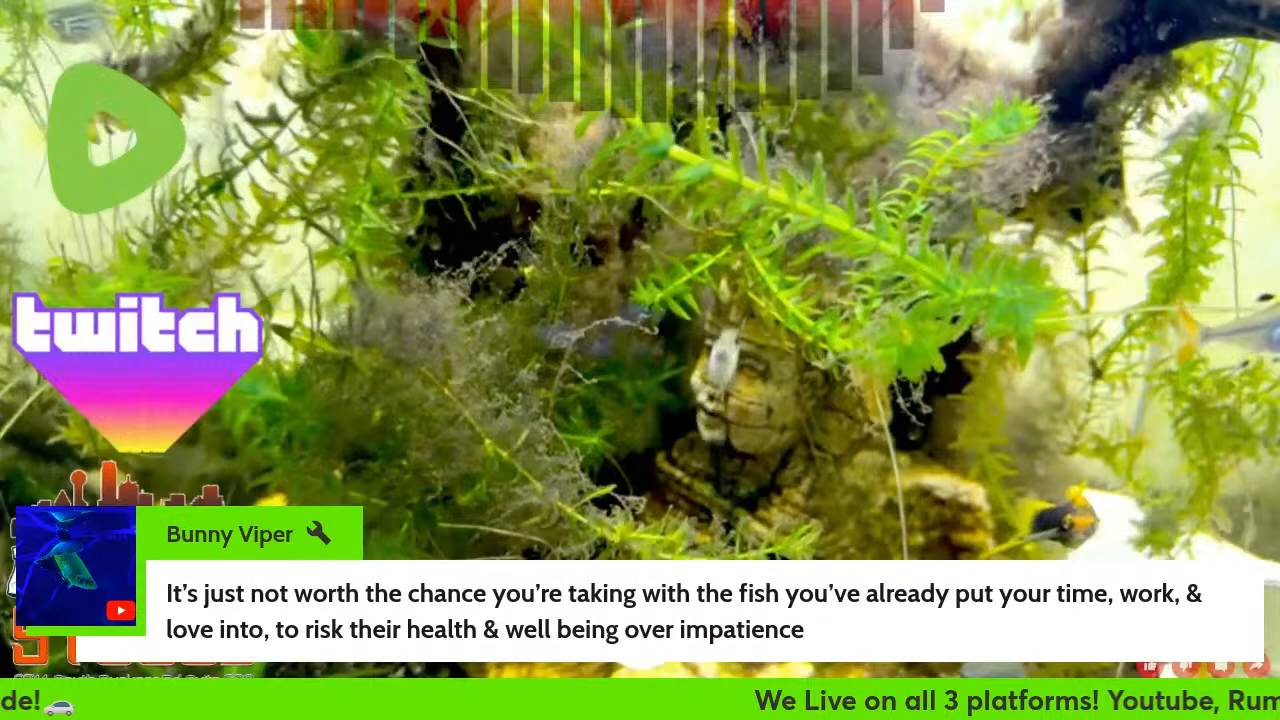 twitch
Bunny Viper
It’s just not worth the chance you’re taking with the fish you’ve already put your time, work, &
love into, to risk their health & well being over impatience
de! We Live on all 3 platforms! Youtube, Rum